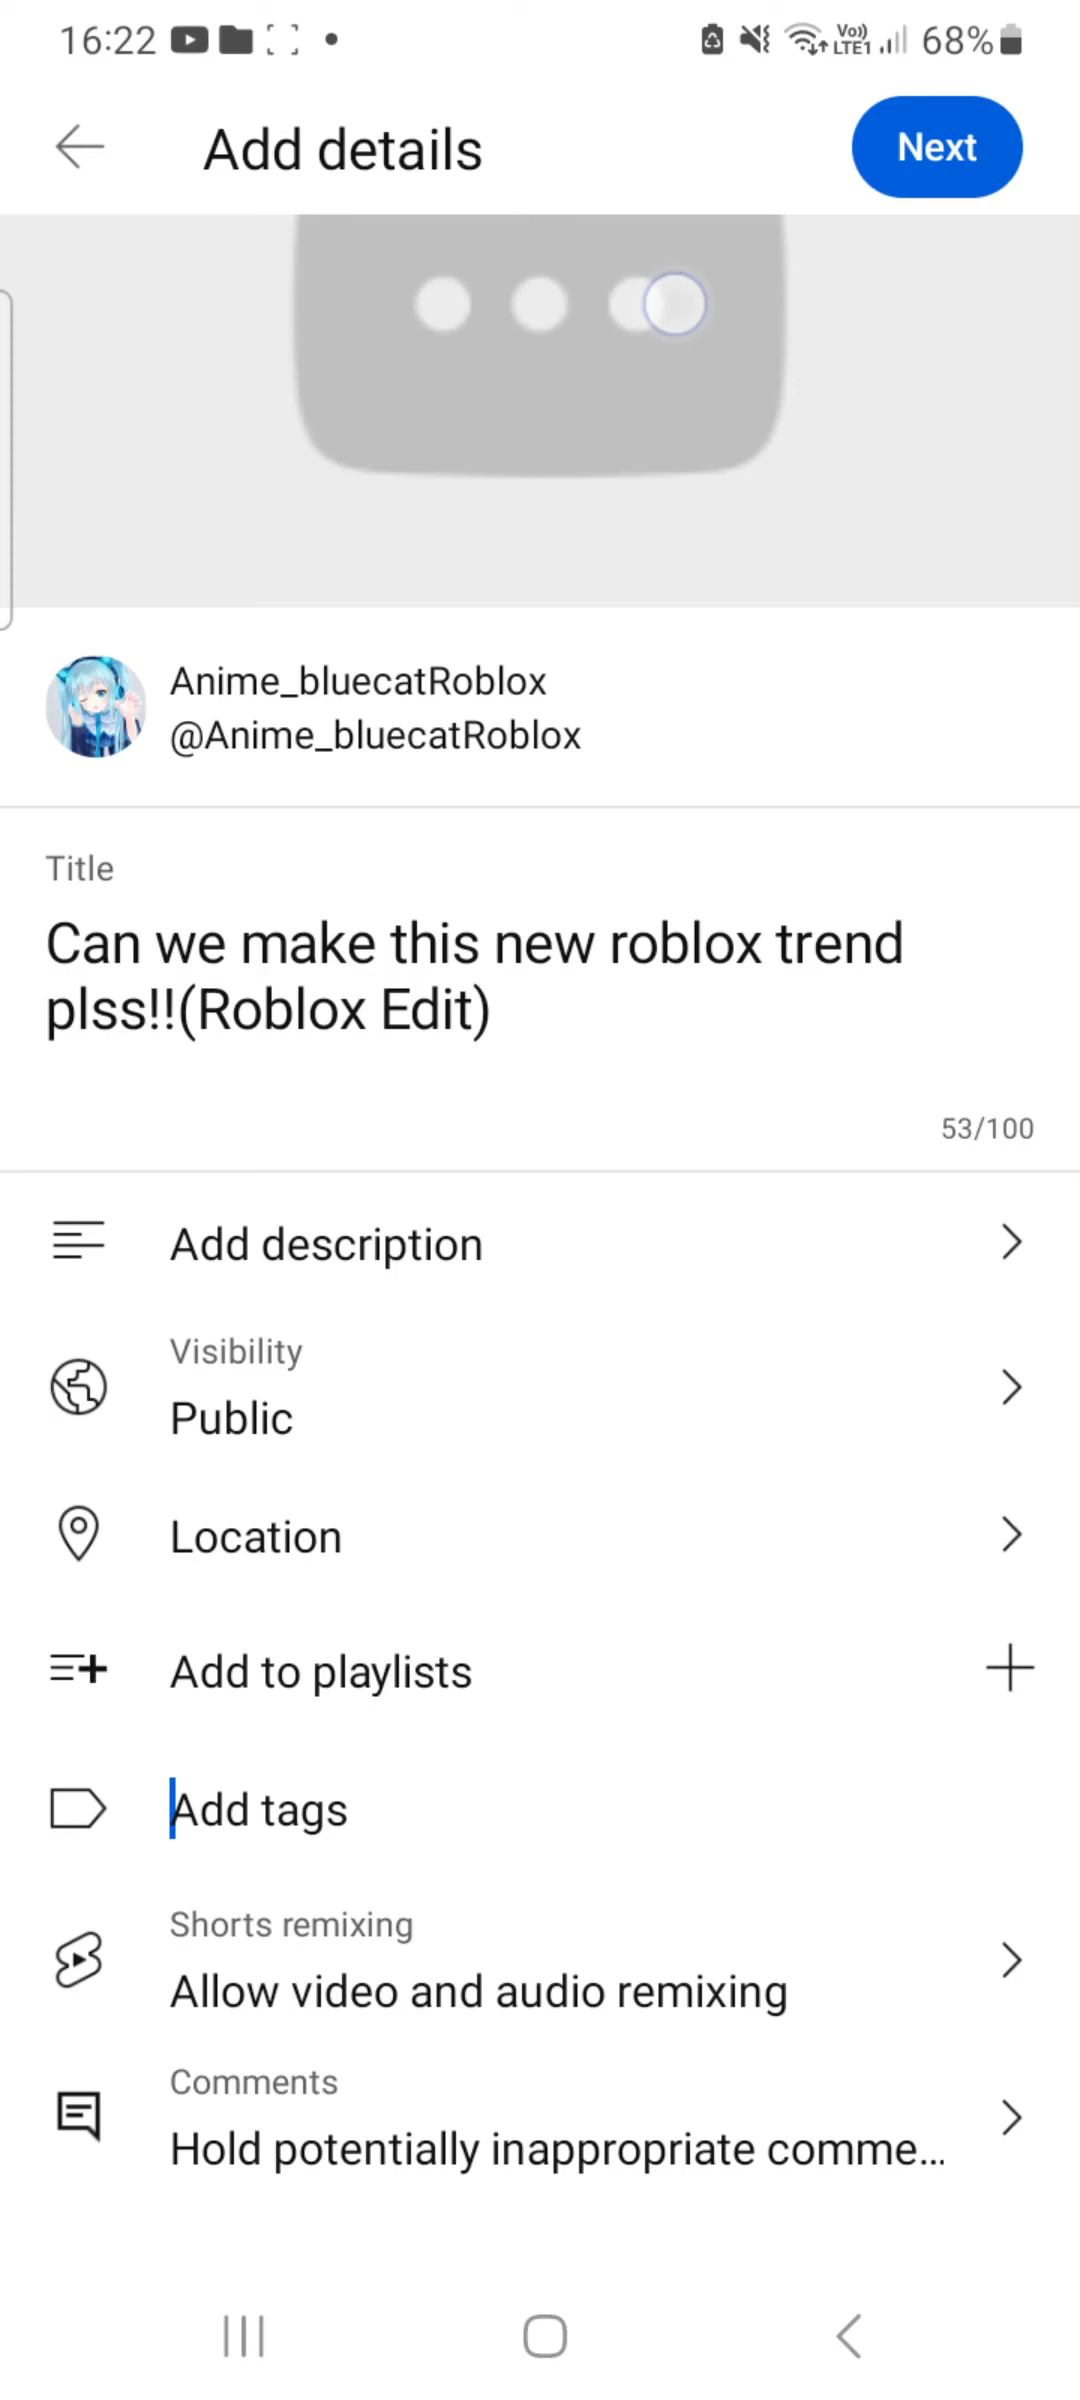 16:22
Vo))
LTE1
68%
Add details
Next
Anime_bluecatRoblox
@Anime_bluecatRoblox
Title
Can we make this new roblox trend
plss!!(Roblox Edit)
53/100
Add description
Visibility
Public
Location
Add to playlists
Add tags
Shorts remixing
Allow video and audio remixing
Comments
Hold potentially inappropriate comme...